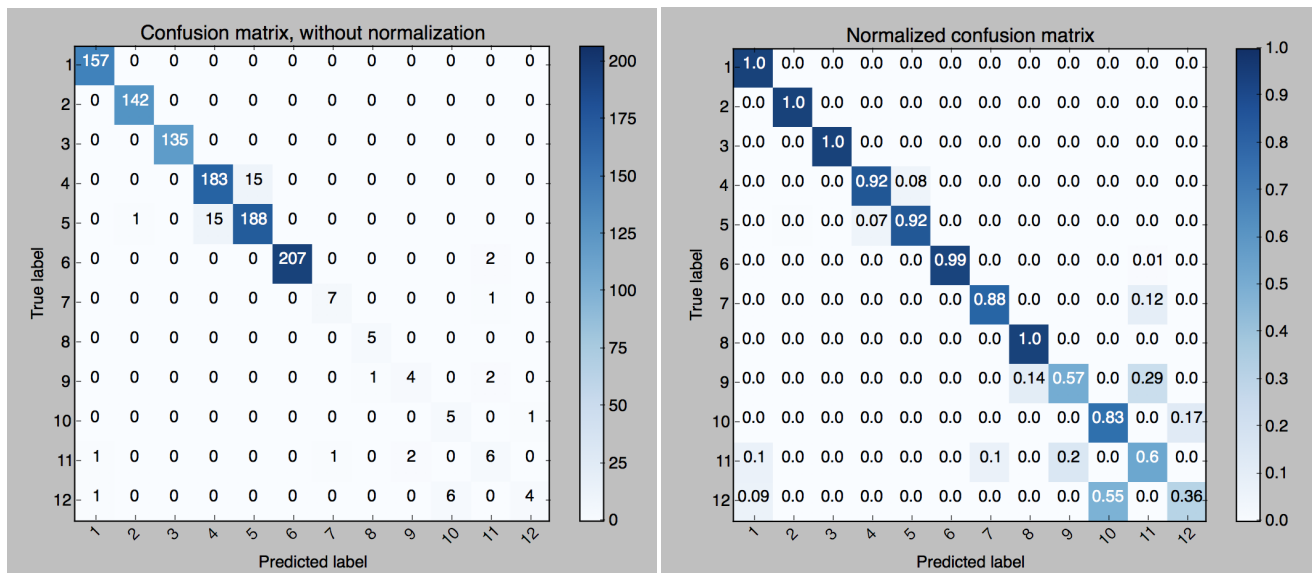 Confusion matrix, without normalization
1 157 0 0 0 0 0 0 0 0 0 0 0
2 0 142 0 0 0 0 0 0 0 0 0 0
3 0 0 135 0 0 0 0 0 0 0 0 0
4 0 0 0 183 15 0 0 0 0 0 0 0
5 0 1 0 15 188 0 0 0 0 0 0 0
6 0 0 0 0 0 207 0 0 0 0 2 0
7 0 0 0 0 0 0 7 0 0 0 1 0
8 0 0 0 0 0 0 0 5 0 0 0 0
9 0 0 0 0 0 0 0 1 4 0 2 0
10 0 0 0 0 0 0 0 0 0 5 0 1
11 1 0 0 0 0 0 1 0 2 0 6 0
12 1 0 0 0 0 0 0 0 0 6 0 4
1 2 3 4 5 6 7 8 9 10 11 12
True label
Predicted label
200
175
150
125
100
75
50
25
0
Normalized confusion matrix
1 1.0 0.0 0.0 0.0 0.0 0.0 0.0 0.0 0.0 0.0 0.0 0.0
2 0.0 1.0 0.0 0.0 0.0 0.0 0.0 0.0 0.0 0.0 0.0 0.0
3 0.0 0.0 1.0 0.0 0.0 0.0 0.0 0.0 0.0 0.0 0.0 0.0
4 0.0 0.0 0.0 0.92 0.08 0.0 0.0 0.0 0.0 0.0 0.0 0.0
5 0.0 0.0 0.0 0.07 0.92 0.0 0.0 0.0 0.0 0.0 0.0 0.0
6 0.0 0.0 0.0 0.0 0.0 0.99 0.0 0.0 0.0 0.0 0.01 0.0
7 0.0 0.0 0.0 0.0 0.0 0.0 0.88 0.0 0.0 0.0 0.12 0.0
8 0.0 0.0 0.0 0.0 0.0 0.0 0.0 1.0 0.0 0.0 0.0 0.0
9 0.0 0.0 0.0 0.0 0.0 0.0 0.0 0.14 0.57 0.0 0.29 0.0
10 0.0 0.0 0.0 0.0 0.0 0.0 0.0 0.0 0.0 0.83 0.0 0.17
11 0.1 0.0 0.0 0.0 0.0 0.0 0.1 0.0 0.2 0.0 0.6 0.0
12 0.09 0.0 0.0 0.0 0.0 0.0 0.0 0.0 0.0 0.55 0.0 0.36
1 2 3 4 5 6 7 8 9 10 11 12
True label
Predicted label
1.0
0.9
0.8
0.7
0.6
0.5
0.4
0.3
0.2
0.1
0.0